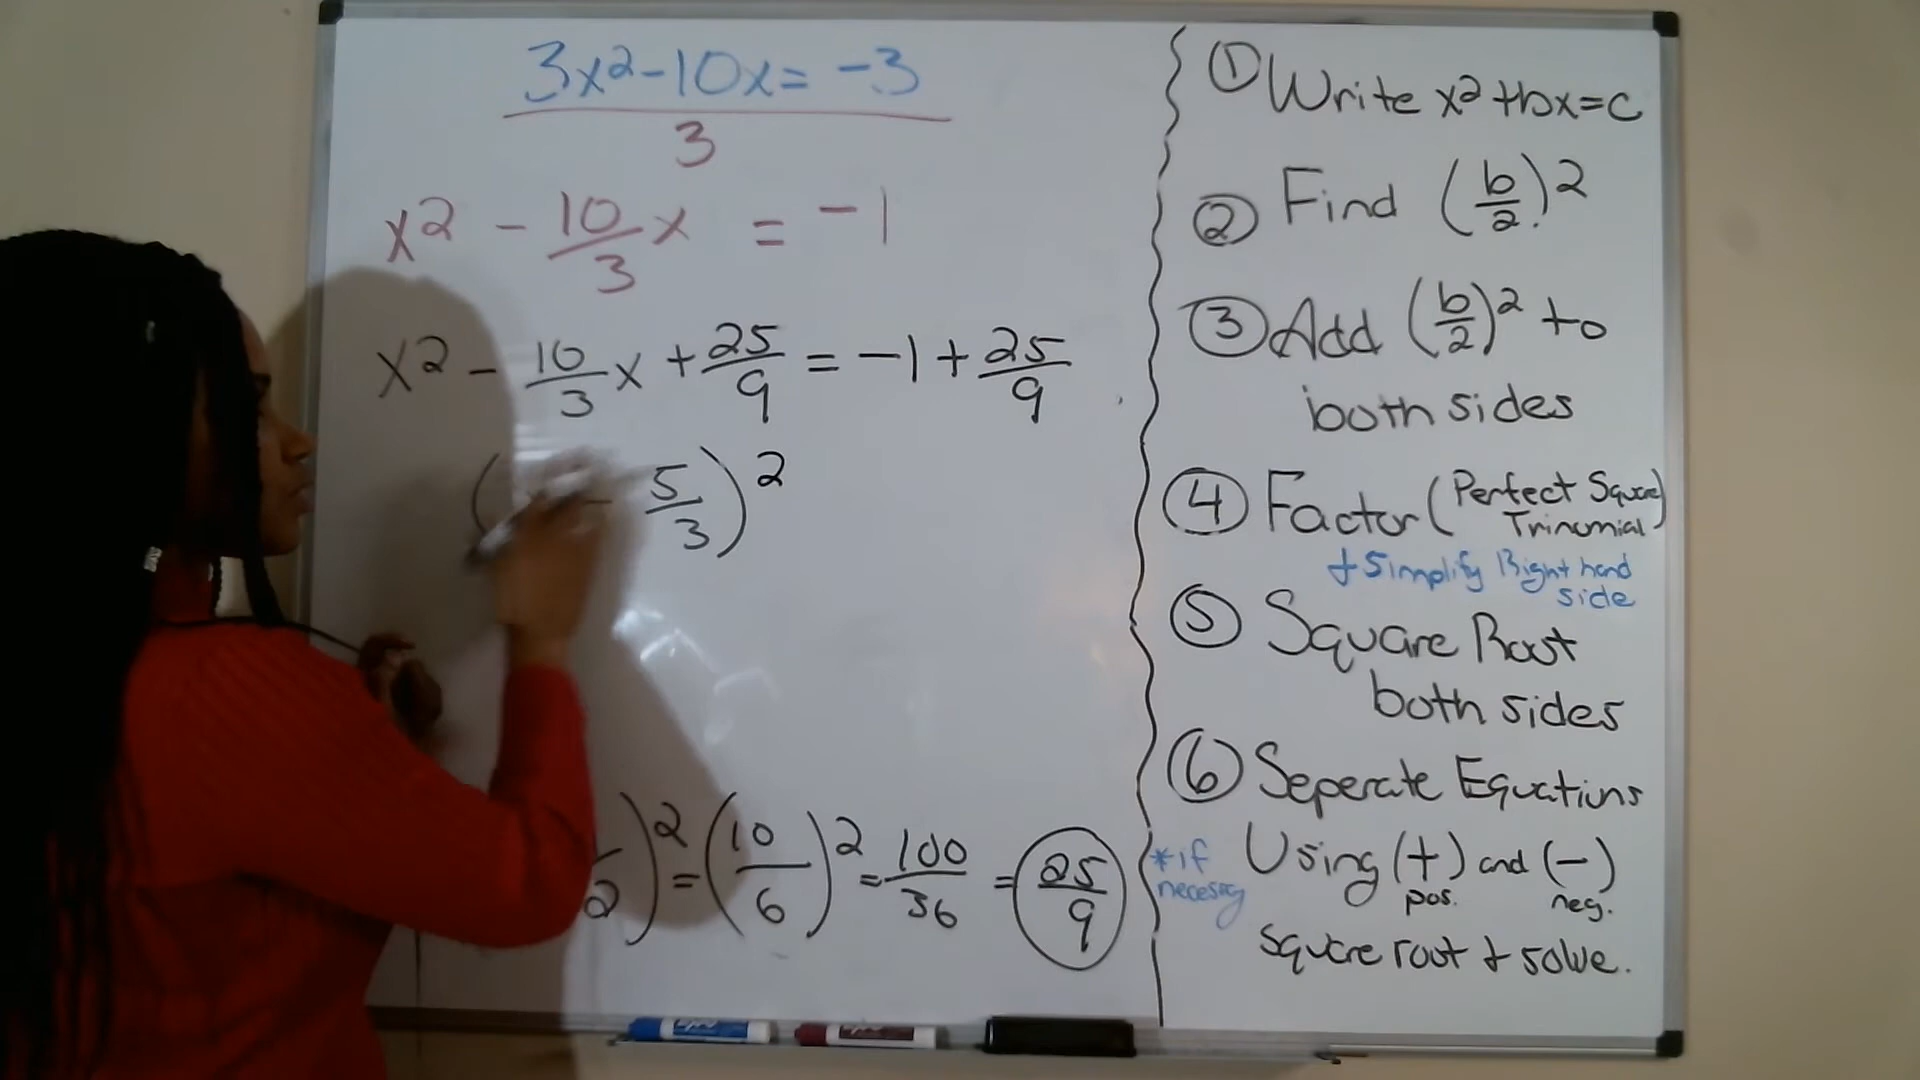 3x2-10x= -3
3
x2 - 10/3 x = -1
x2 - 10/3 x + 25/9 = -1 + 25/9
( - 5/3 )2
2 )2 = ( 10/6 )2 = 100/36 = 25/9
① Write x2 +bx=c
② Find (b/2.)2
③ Add (b/2)2 to
both sides
④ Factor ( Perfect Square
Trinomial )
+ Simplify Right hand
side
⑤ Square Root
both sides
⑥ Seperate Equations
*if
necesary
Using (+) and (-)
pos. neg.
square root + solve.